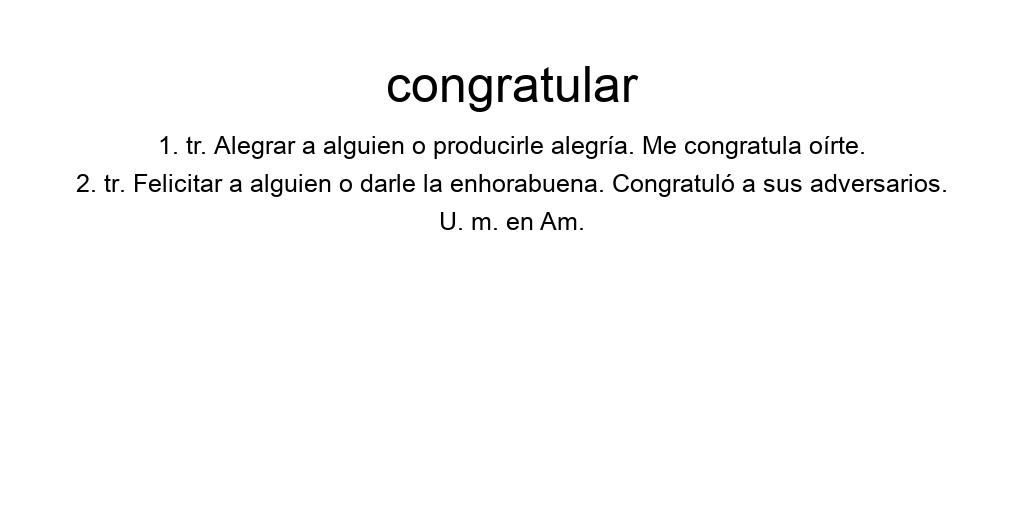 congratular
1. tr. Alegrar a alguien o producirle alegría. Me congratula oírte.
2. tr. Felicitar a alguien o darle la enhorabuena. Congratuló a sus adversarios.
U. m. en Am.